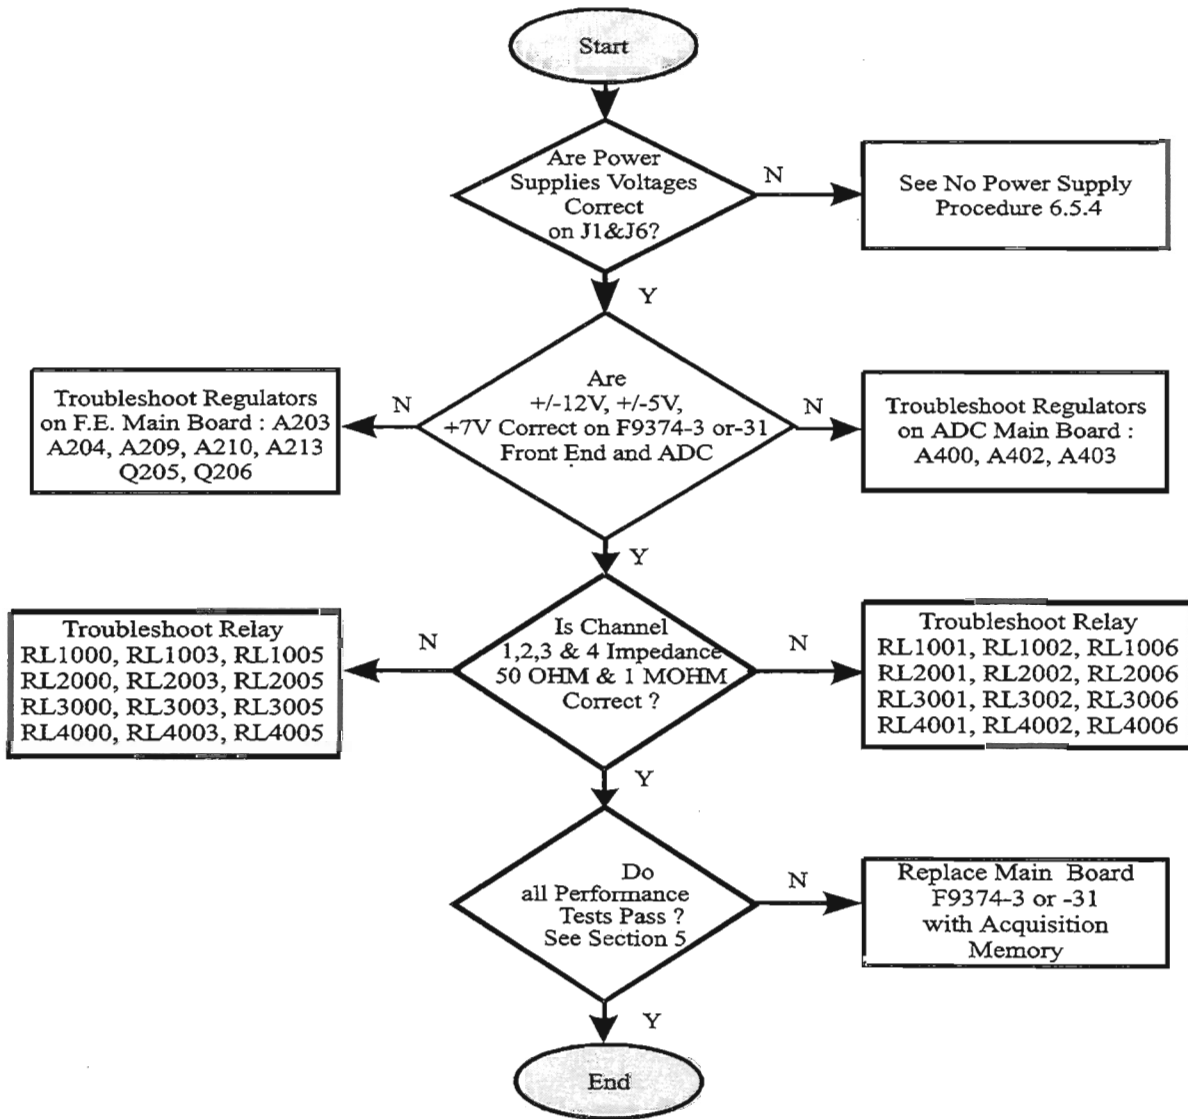 Start
Are Power
Supplies Voltages
Correct
on J1&J6?
N
See No Power Supply
Procedure 6.5.4
Y
Troubleshoot Regulators
on F.E. Main Board : A203
A204, A209, A210, A213
Q205, Q206
N
Are
+/-12V, +/-5V,
+7V Correct on F9374-3 or-31
Front End and ADC
N
Troubleshoot Regulators
on ADC Main Board :
A400, A402, A403
Y
Troubleshoot Relay
RL1000, RL1003, RL1005
RL2000, RL2003, RL2005
RL3000, RL3003, RL3005
RL4000, RL4003, RL4005
N
Is Channel
1,2,3 & 4 Impedance
50 OHM & 1 MOHM
Correct ?
N
Troubleshoot Relay
RL1001, RL1002, RL1006
RL2001, RL2002, RL2006
RL3001, RL3002, RL3006
RL4001, RL4002, RL4006
Y
Do
all Performance
Tests Pass ?
See Section 5
N
Replace Main Board
F9374-3 or -31
with Acquisition
Memory
Y
End